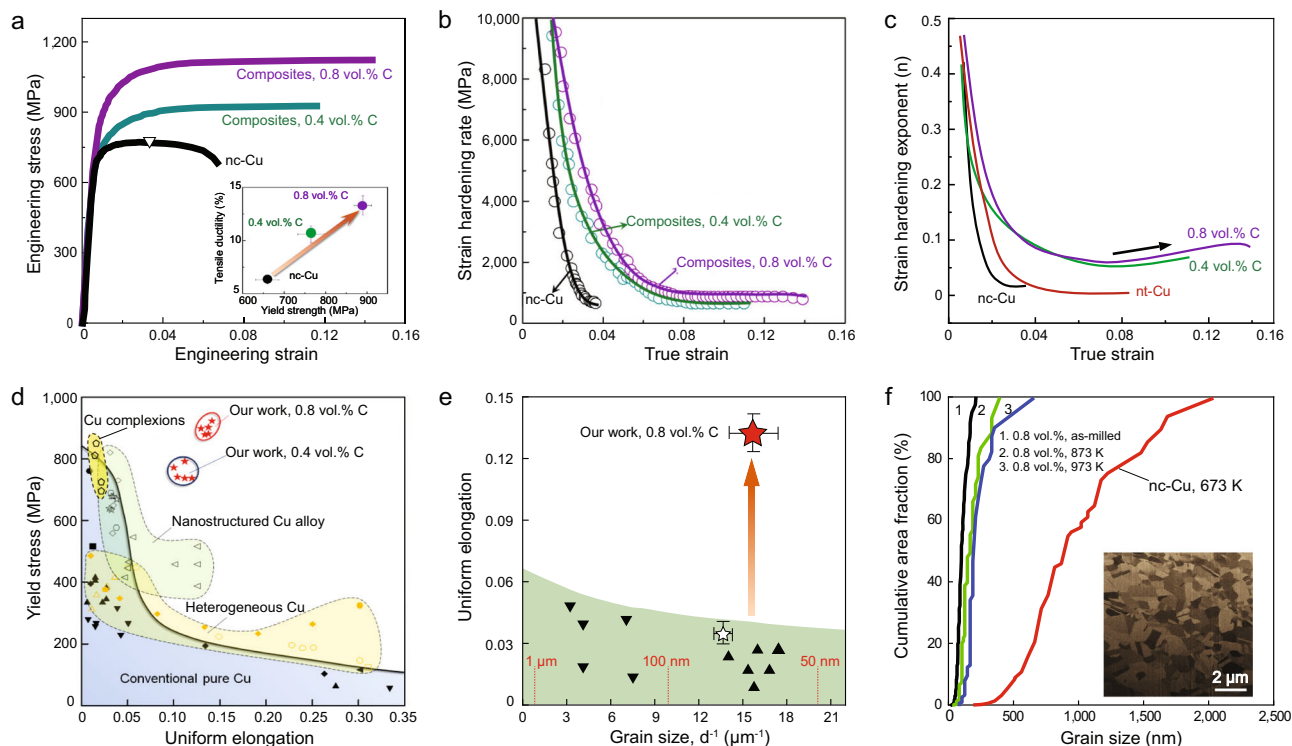 a
Engineering stress (MPa)
1,200
900
600
300
0
Composites, 0.8 vol.% C
Composites, 0.4 vol.% C
nc-Cu
Tensile ductility (%)
15
10
5
0.8 vol.% C
0.4 vol.% C
nc-Cu
600 700 800 900
Yield strength (MPa)
0 0.04 0.08 0.12 0.16
Engineering strain
b
Strain hardening rate (MPa)
10,000
8,000
6,000
4,000
2,000
0
Composites, 0.4 vol.% C
Composites, 0.8 vol.% C
nc-Cu
0 0.04 0.08 0.12 0.16
True strain
c
Strain hardening exponent (n)
0.5
0.4
0.3
0.2
0.1
0
0.8 vol.% C
0.4 vol.% C
nc-Cu
nt-Cu
0 0.04 0.08 0.12 0.16
True strain
d
Yield stress (MPa)
1,000
800
600
400
200
0
Cu complexions
Our work, 0.8 vol.% C
Our work, 0.4 vol.% C
Nanostructured Cu alloy
Heterogeneous Cu
Conventional pure Cu
0 0.05 0.10 0.15 0.20 0.25 0.30 0.35
Uniform elongation
e
Uniform elongation
0.15
0.12
0.09
0.06
0.03
0
Our work, 0.8 vol.% C
1 μm
100 nm
50 nm
0 3 6 9 12 15 18 21
Grain size, d⁻¹ (μm⁻¹)
f
Cumulative area fraction (%)
100
80
60
40
20
0
1 2 3
1. 0.8 vol.%, as-milled
2. 0.8 vol.%, 873 K
3. 0.8 vol.%, 973 K
nc-Cu, 673 K
2 μm
0 500 1,000 1,500 2,000 2,500
Grain size (nm)